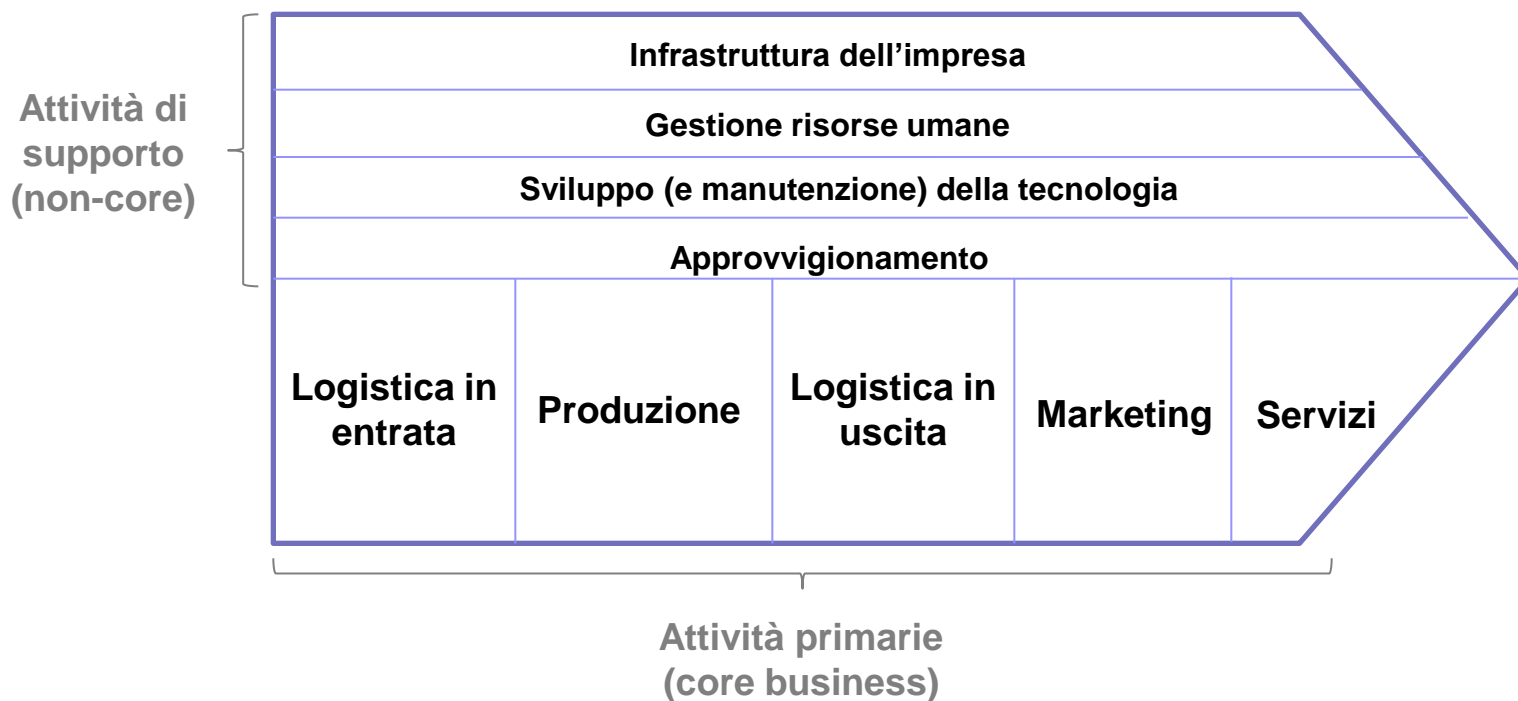 Infrastruttura dell’impresa
Attività di
supporto
(non-core)
Gestione risorse umane
Sviluppo (e manutenzione) della tecnologia
Approvvigionamento
Logistica in
entrata
Produzione
Logistica in
uscita
Marketing
Servizi
Attività primarie
(core business)